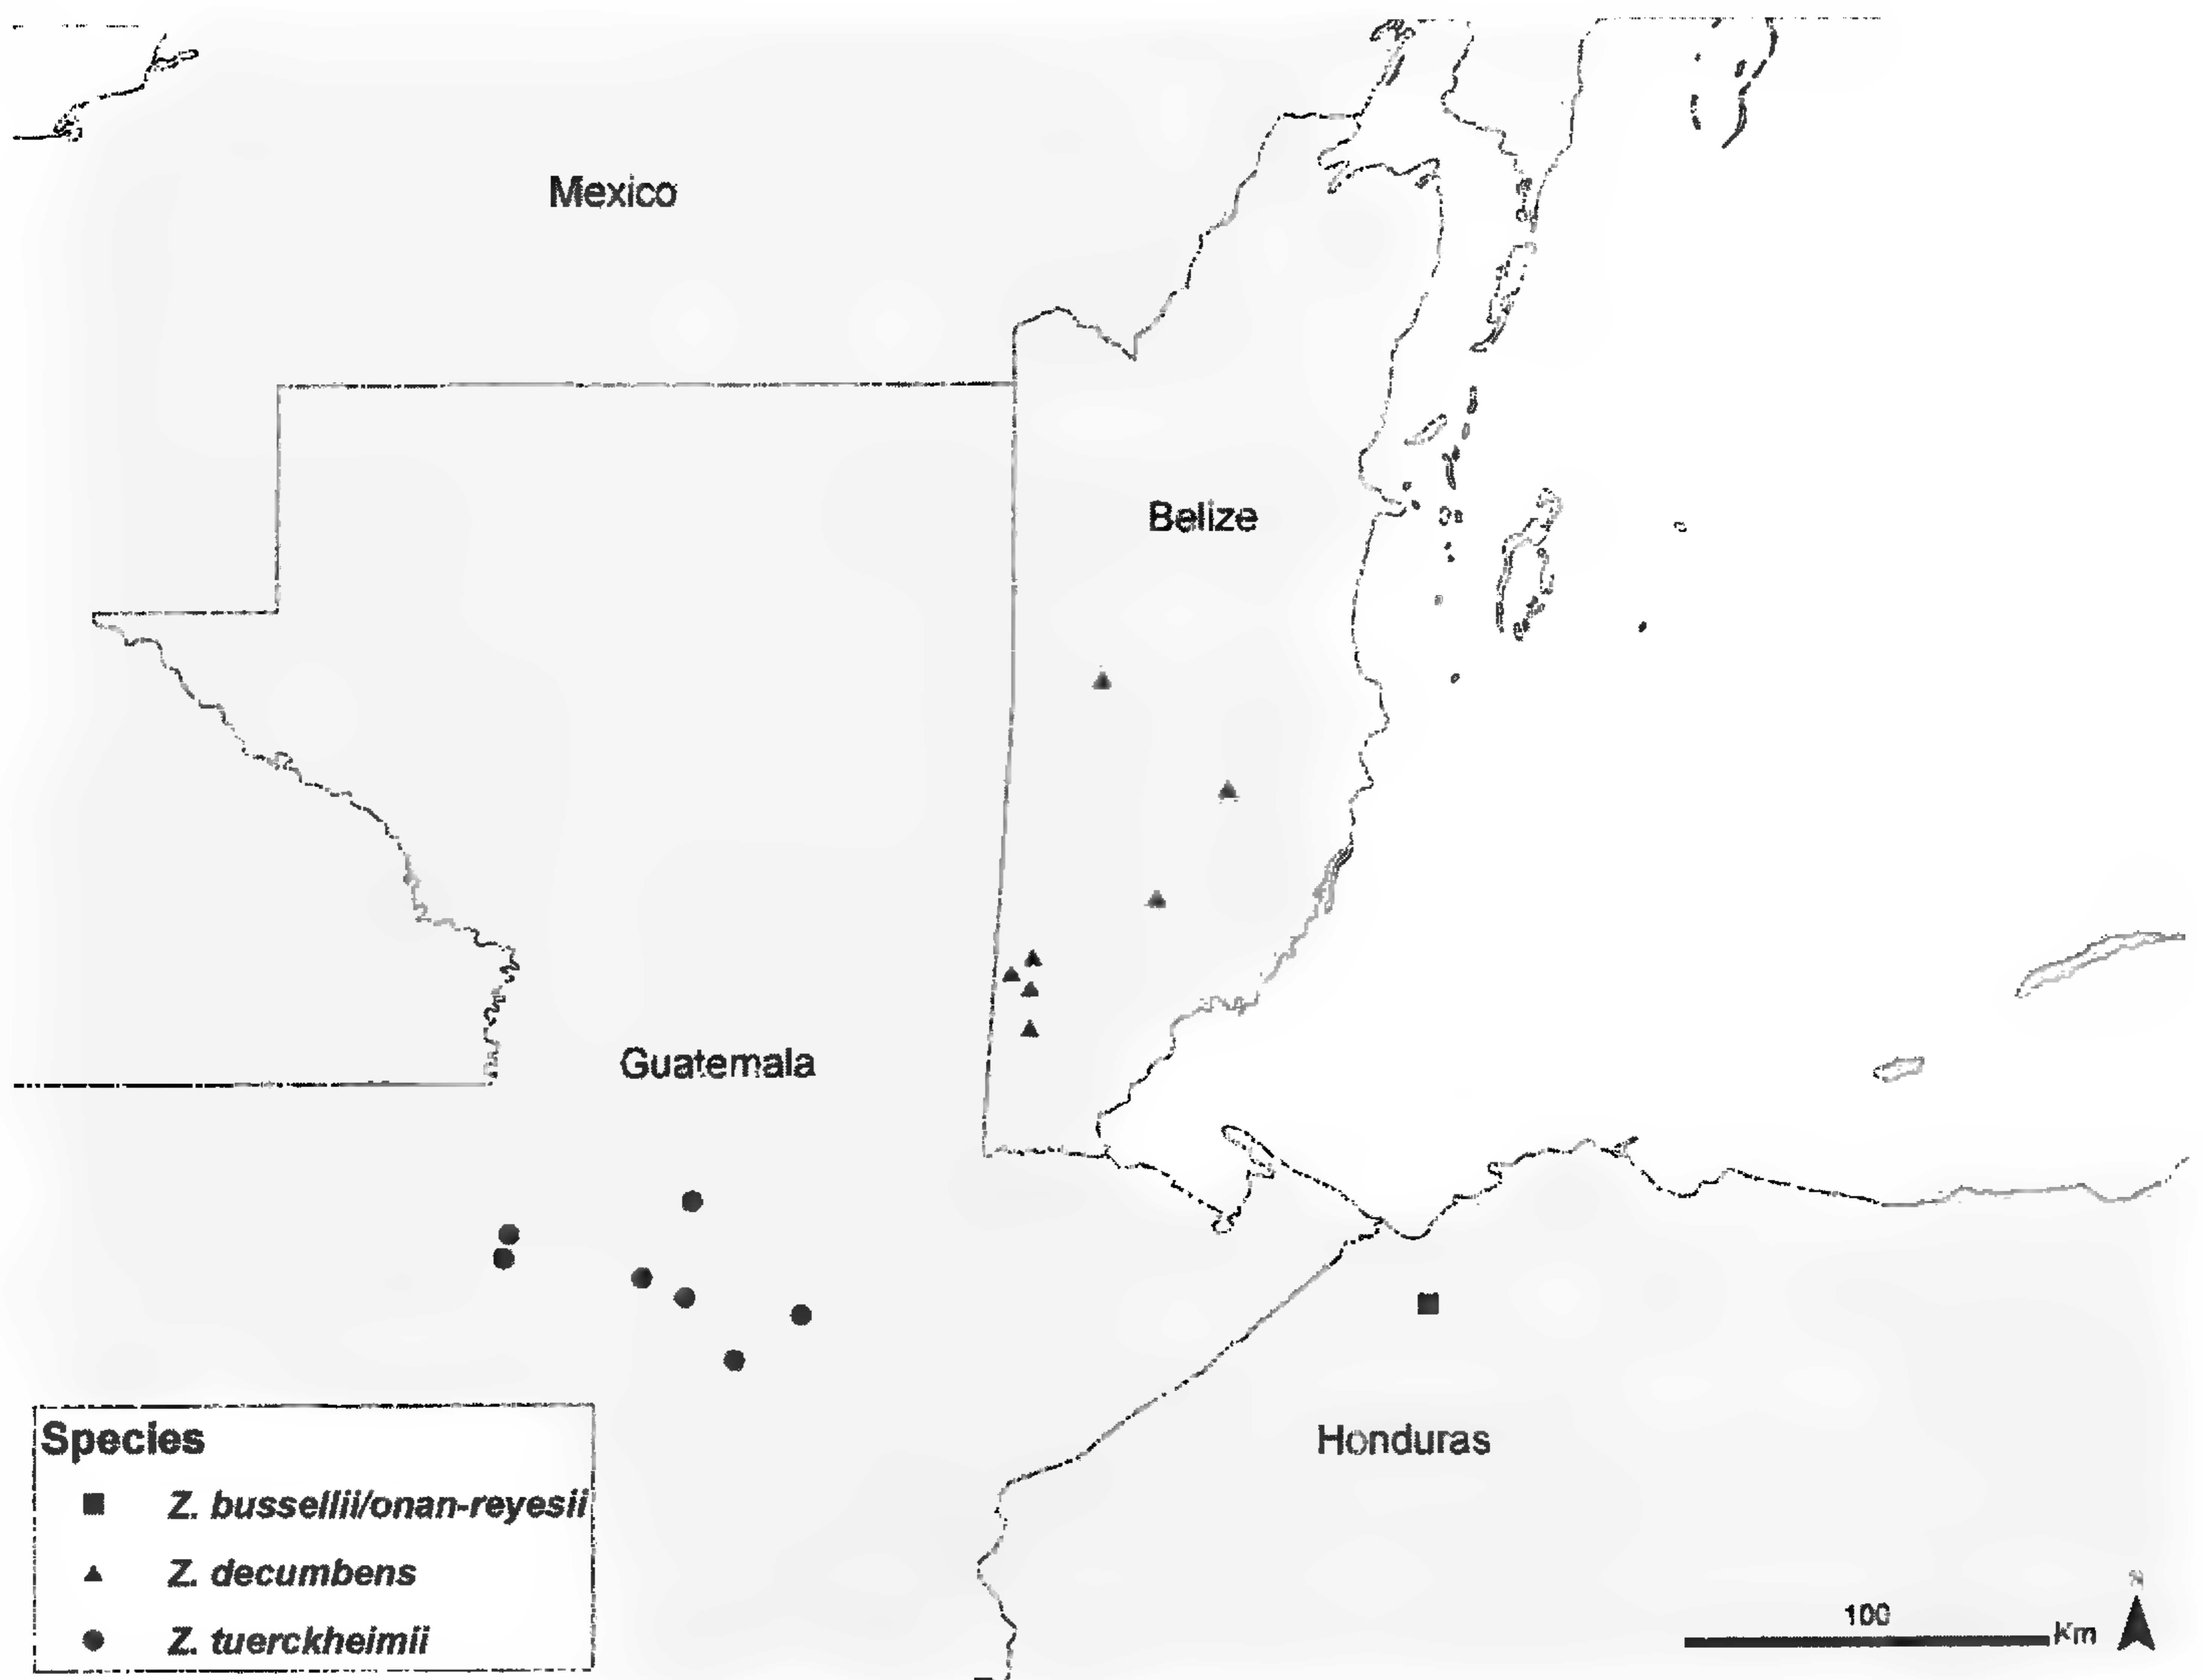 Mexico
Belize
Guatemala
Honduras
Species
Z. bussellii/onan-reyesii
Z. decumbens
Z. tuerckheimii
100
Km
N